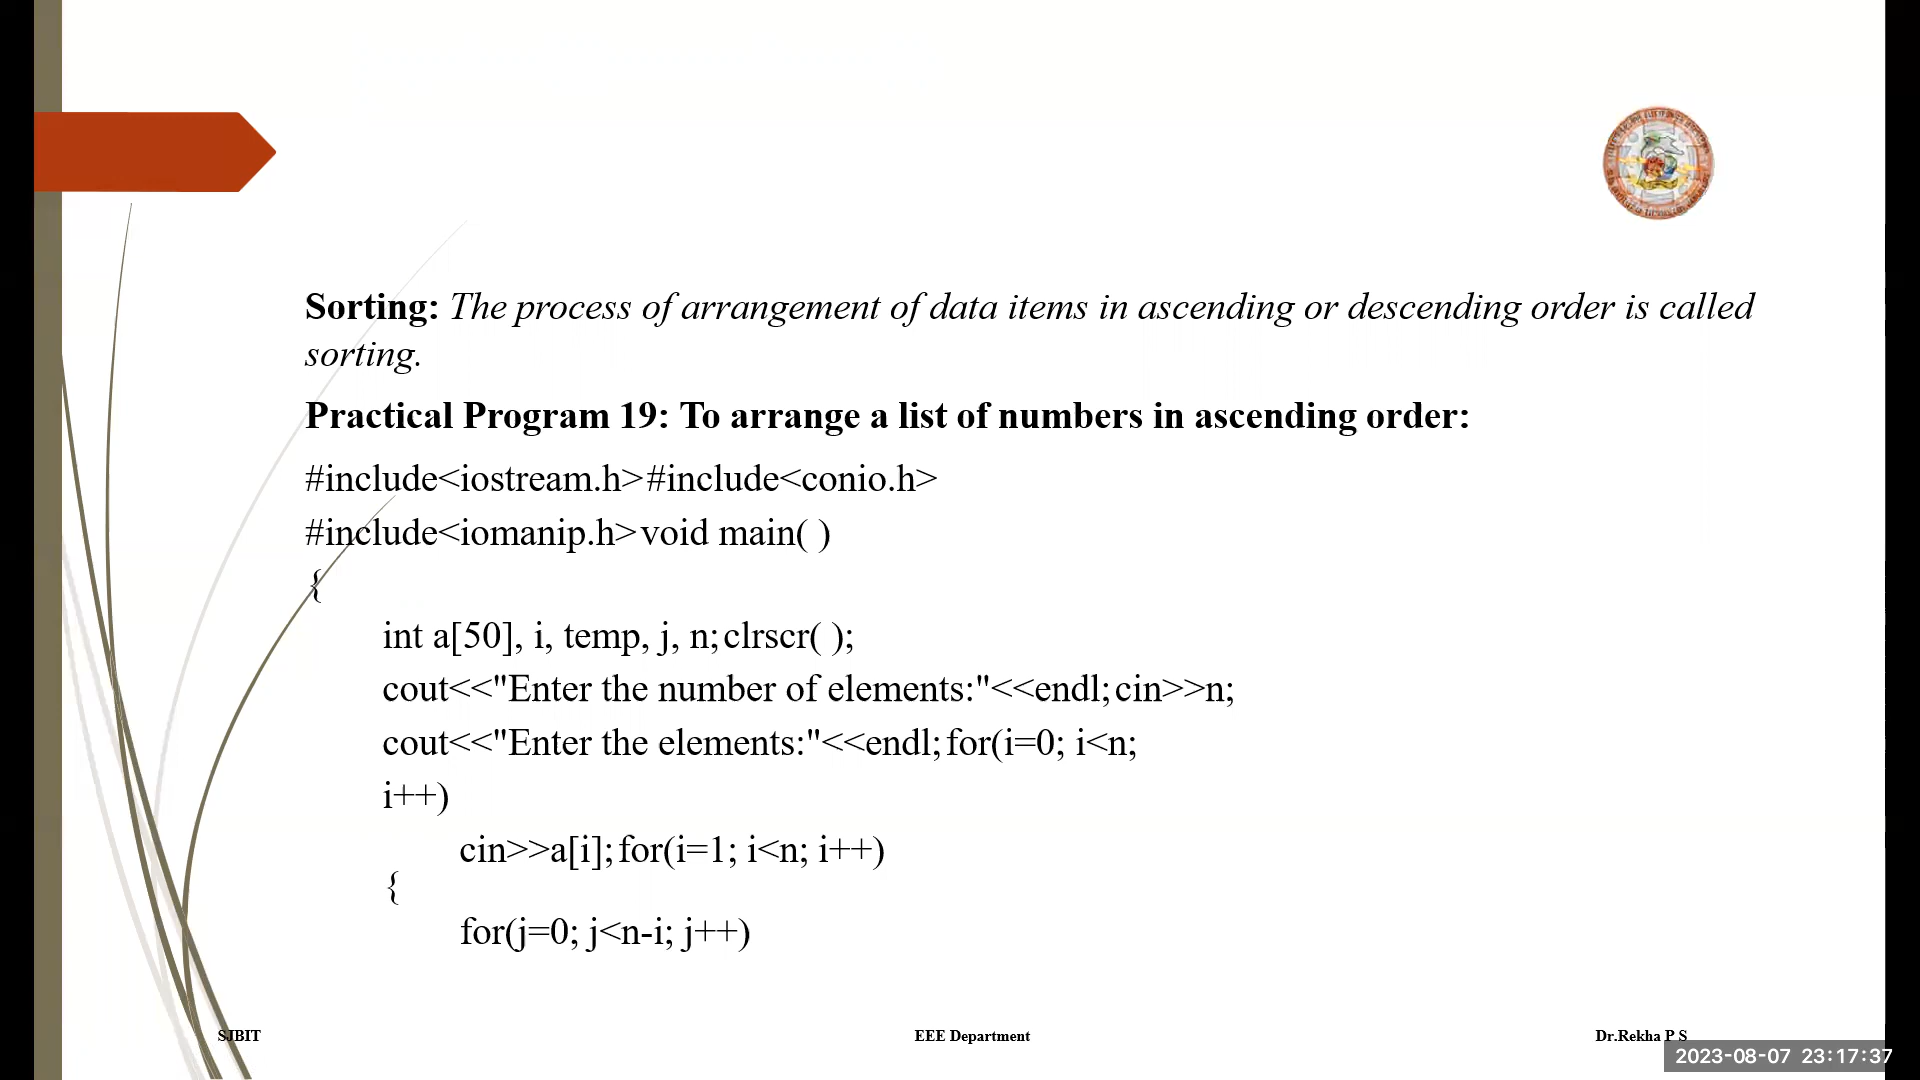 Sorting: The process of arrangement of data items in ascending or descending order is called
sorting.
Practical Program 19: To arrange a list of numbers in ascending order:
#include<iostream.h>#include<conio.h>
#include<iomanip.h>void main( )
{
int a[50], i, temp, j, n;clrscr( );
cout<<"Enter the number of elements:"<<endl;cin>>n;
cout<<"Enter the elements:"<<endl;for(i=0; i<n;
i++)
cin>>a[i];for(i=1; i<n; i++)
{
for(j=0; j<n-i; j++)
SJBIT EEE Department Dr.Rekha P S
2023-08-07 23:17:37